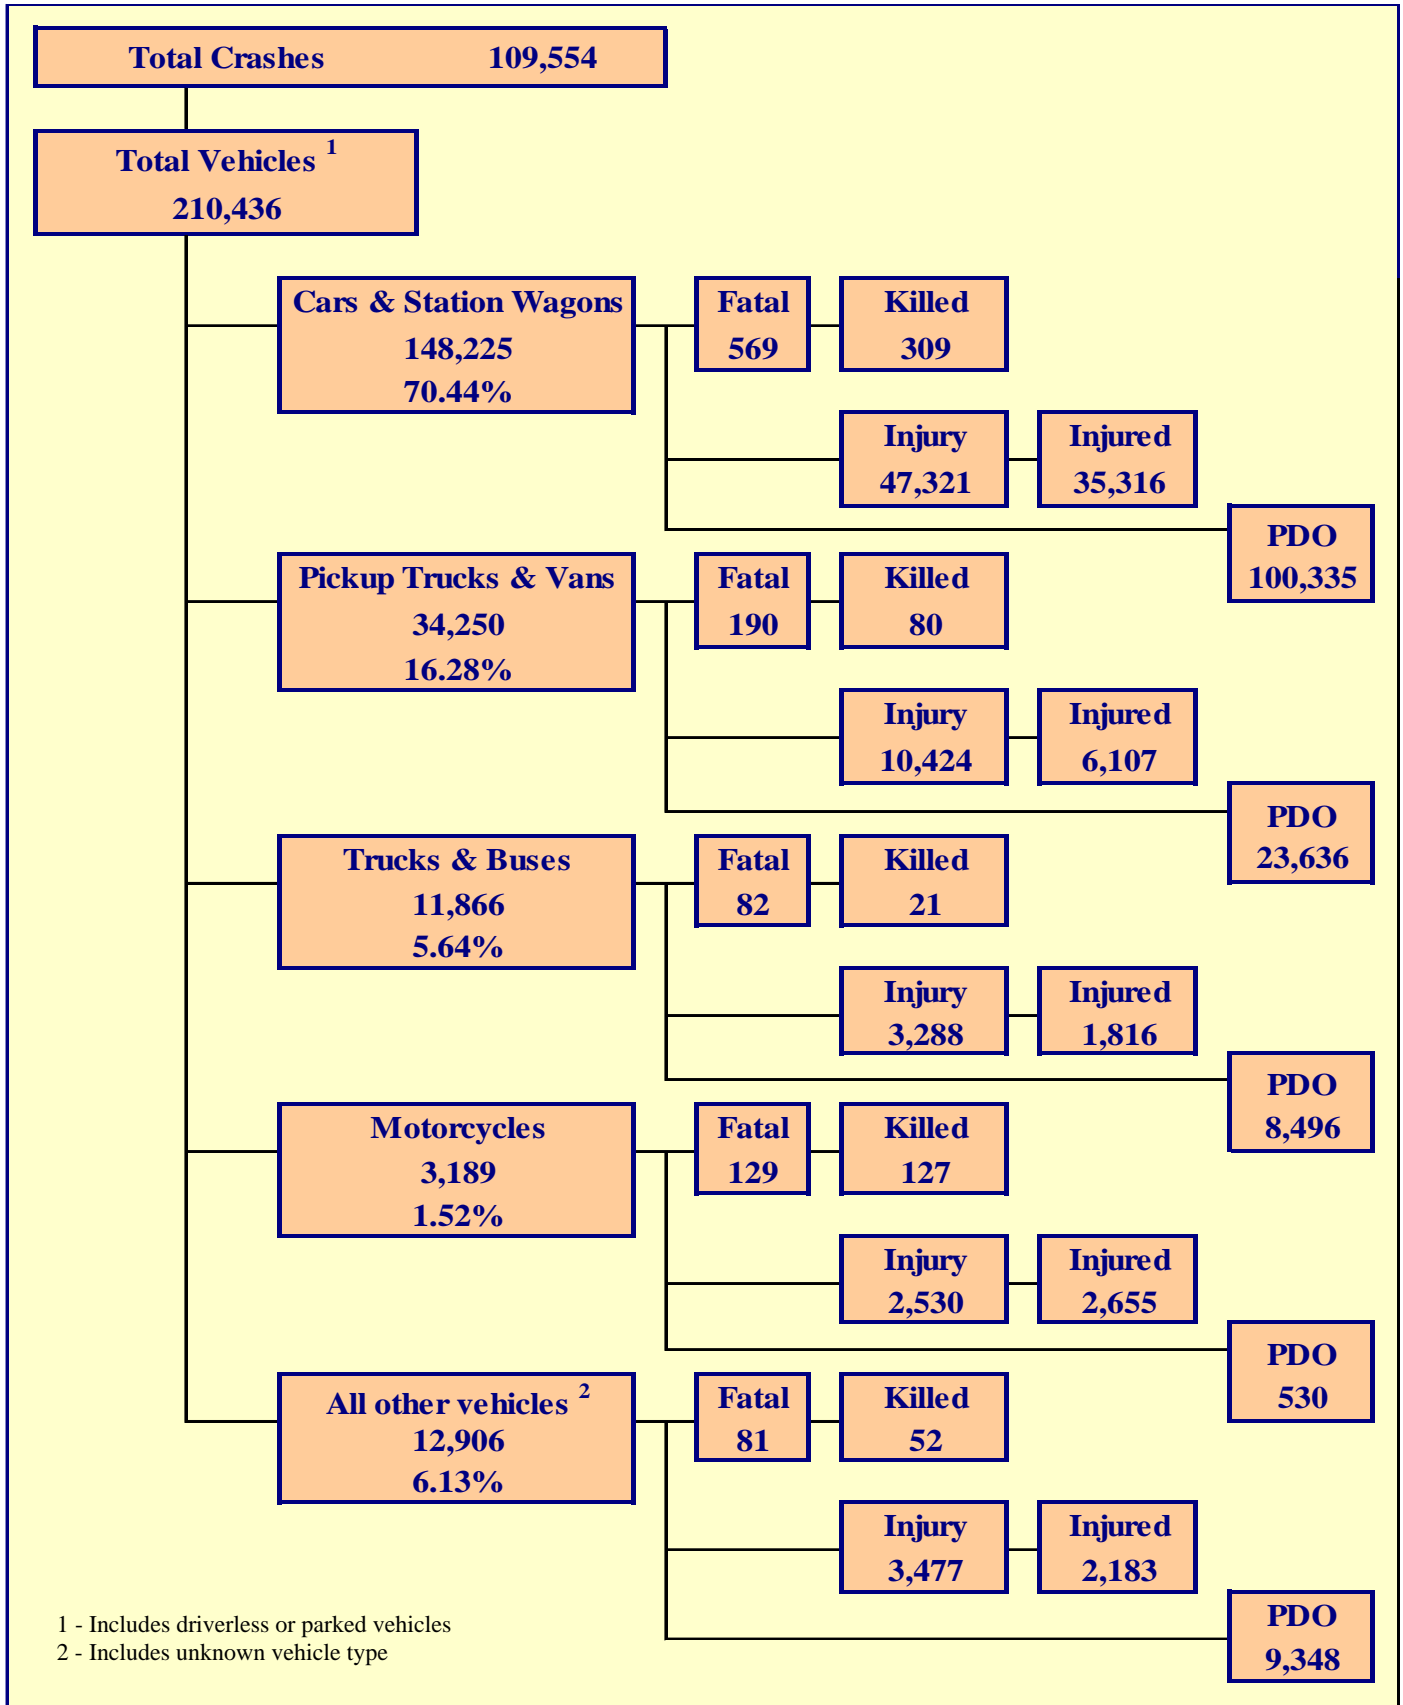 Total Crashes 109,554
Total Vehicles 1
210,436
Cars & Station Wagons
148,225
70.44%
Fatal
569
Killed
309
Injury
47,321
Injured
35,316
PDO
100,335
Pickup Trucks & Vans
34,250
16.28%
Fatal
190
Killed
80
Injury
10,424
Injured
6,107
PDO
23,636
Trucks & Buses
11,866
5.64%
Fatal
82
Killed
21
Injury
3,288
Injured
1,816
PDO
8,496
Motorcycles
3,189
1.52%
Fatal
129
Killed
127
Injury
2,530
Injured
2,655
PDO
530
All other vehicles 2
12,906
6.13%
Fatal
81
Killed
52
Injury
3,477
Injured
2,183
PDO
9,348
1 - Includes driverless or parked vehicles
2 - Includes unknown vehicle type